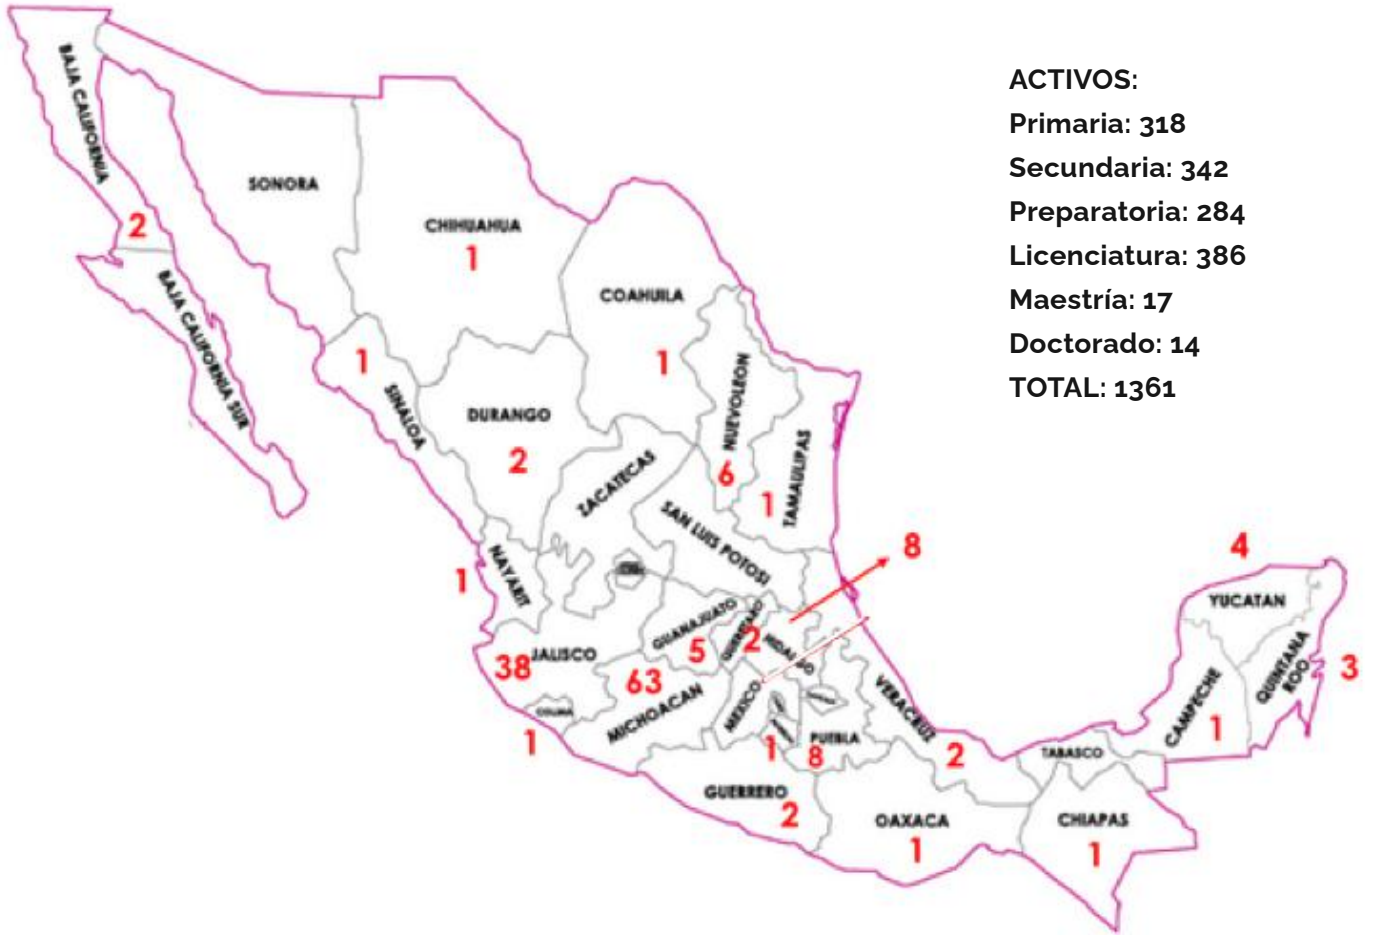 ACTIVOS:
Primaria: 318
Secundaria: 342
Preparatoria: 284
Licenciatura: 386
Maestría: 17
Doctorado: 14
TOTAL: 1361
BAJA CALIFORNIA
2
BAJA CALIFORNIA SUR
SONORA
CHIHUAHUA
1
COAHUILA
1
NUEVOLEON
6
TAMAULIPAS
1
1
SINALOA
DURANGO
2
ZACATECAS
SAN LUIS POTOSI
1
NAYARIT
8
38
JALISCO
GUANAJUATO
5
QUERETARO
2
HIDALGO
63
MICHOACAN
COLIMA
1
MEXICO
1
PUEBLA
8
VERACRUZ
2
GUERRERO
2
OAXACA
1
TABASCO
CHIAPAS
1
4
YUCATAN
QUINTANA
ROO
3
CAMPECHE
1